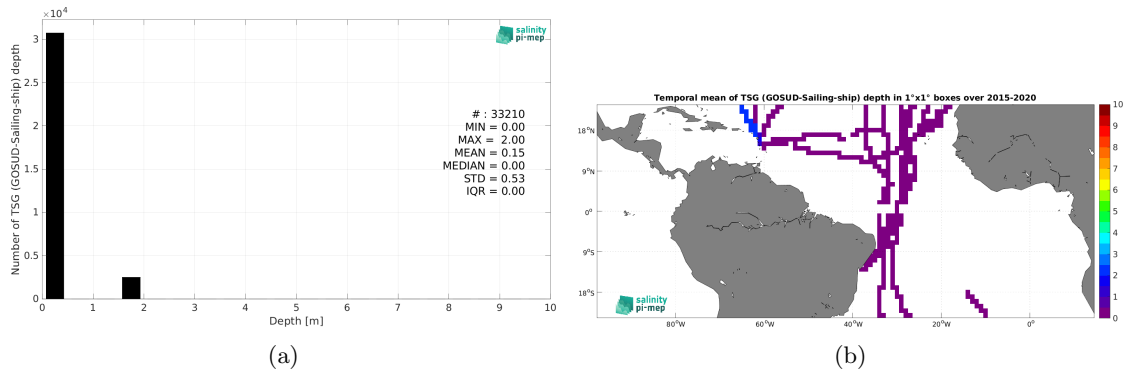 ×10⁴
3
2.5
2
1.5
1
0.5
0
Number of TSG (GOSUD-Sailing-ship) depth
salinity
pi-mep
# : 33210
MIN = 0.00
MAX = 2.00
MEAN = 0.15
MEDIAN = 0.00
STD = 0.53
IQR = 0.00
0 1 2 3 4 5 6 7 8 9 10
Depth [m]
(a)
Temporal mean of TSG (GOSUD-Sailing-ship) depth in 1°x1° boxes over 2015-2020
18°N
9°N
0°
9°S
18°S
80°W 60°W 40°W 20°W 0°
salinity
pi-mep
10
9
8
7
6
5
4
3
2
1
0
(b)